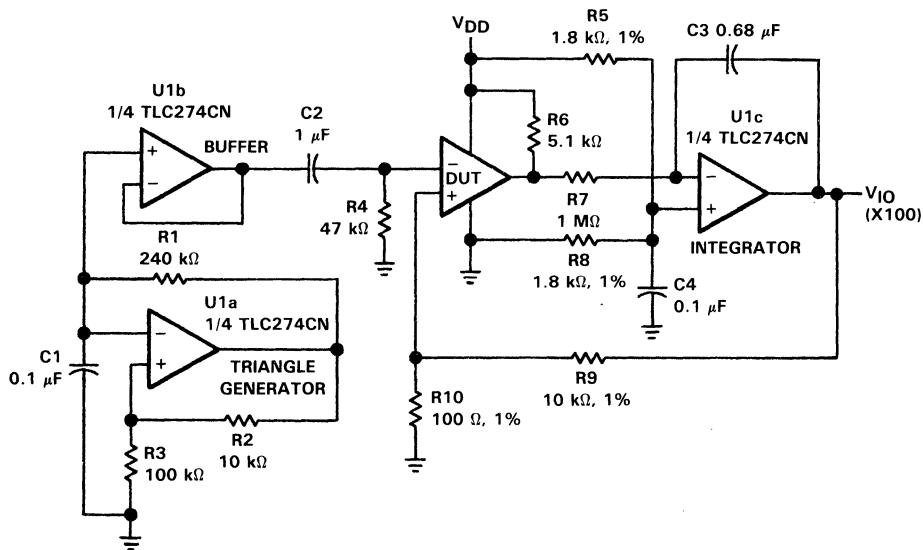 VDD
R5
1.8 kΩ, 1%
C3 0.68 μF
U1b
1/4 TLC274CN
C2
1 μF
BUFFER
R6
5.1 kΩ
U1c
1/4 TLC274CN
+
−
−
DUT
+
−
+
R4
47 kΩ
R7
1 MΩ
VIO
(X100)
INTEGRATOR
R1
240 kΩ
R8
1.8 kΩ, 1%
C4
0.1 μF
U1a
1/4 TLC274CN
−
+
C1
0.1 μF
TRIANGLE
GENERATOR
R9
10 kΩ, 1%
R10
100 Ω, 1%
R2
10 kΩ
R3
100 kΩ